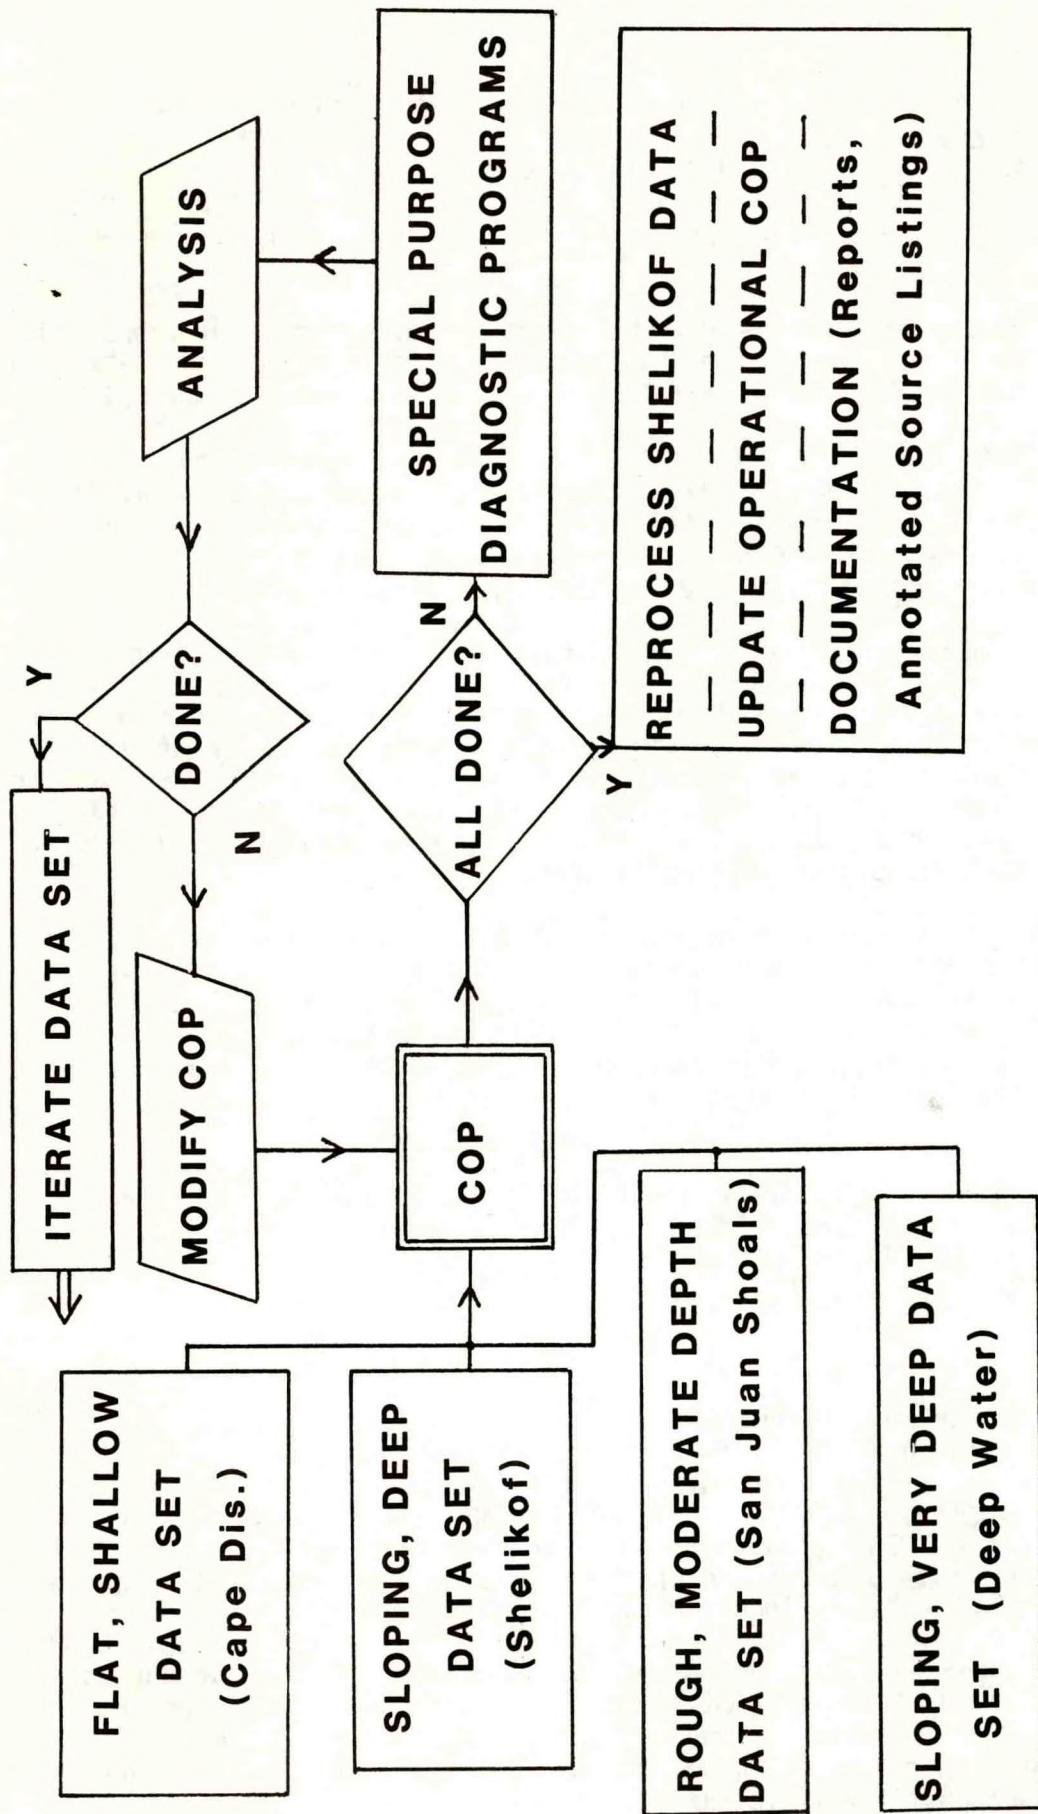 FLAT, SHALLOW
DATA SET
(Cape Dis.)
SLOPING, DEEP
DATA SET
(Shelikof)
ROUGH, MODERATE DEPTH
DATA SET (San Juan Shoals)
SLOPING, VERY DEEP DATA
SET (Deep Water)
ITERATE DATA SET
MODIFY COP
COP
Y
DONE?
N
ALL DONE?
N
Y
ANALYSIS
SPECIAL PURPOSE
DIAGNOSTIC PROGRAMS
REPROCESS SHELIKOF DATA
UPDATE OPERATIONAL COP
DOCUMENTATION (Reports,
Annotated Source Listings)